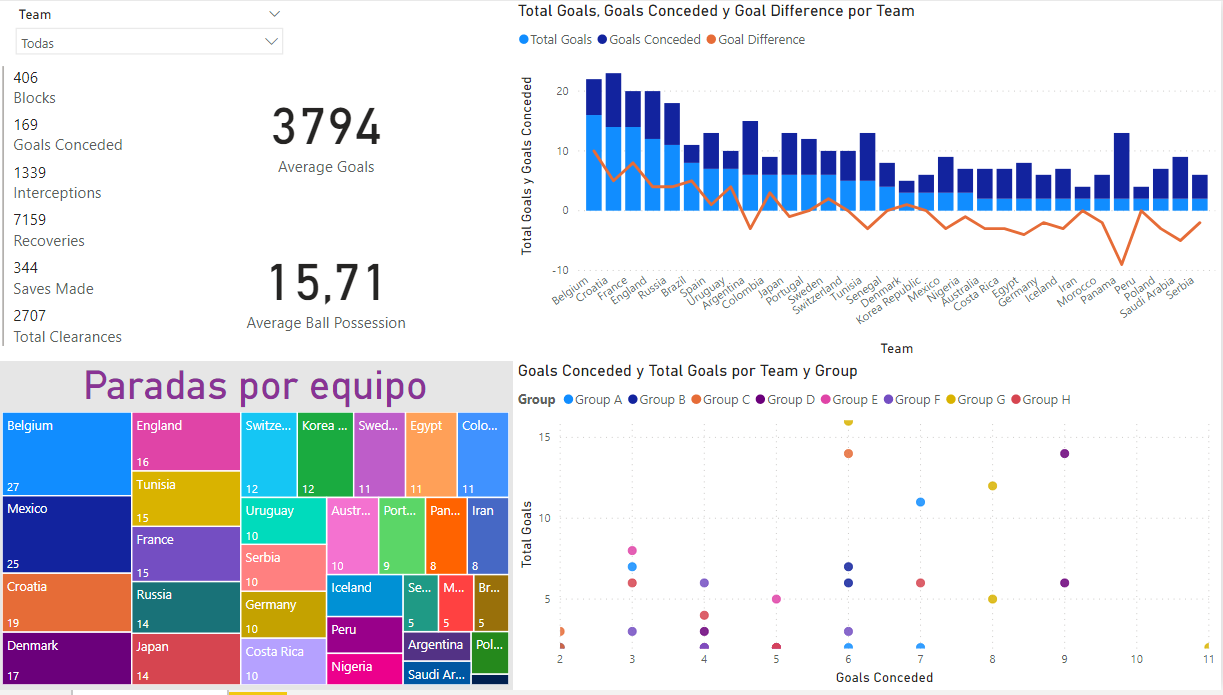 Team
Todas
406
Blocks
169
Goals Conceded
1339
Interceptions
7159
Recoveries
344
Saves Made
2707
Total Clearances
3794
Average Goals
15,71
Average Ball Possession
Total Goals, Goals Conceded y Goal Difference por Team
Total Goals Goals Conceded Goal Difference
Total Goals y Goals Conceded
20
10
0
-10
Belgium
Croatia
France
England
Russia
Brazil
Spain
Uruguay
Argentina
Colombia
Japan
Portugal
Sweden
Switzerland
Tunisia
Senegal
Denmark
Korea Republic
Mexico
Nigeria
Australia
Costa Rica
Egypt
Germany
Iceland
Iran
Morocco
Panama
Peru
Poland
Saudi Arabia
Serbia
Team
Paradas por equipo
Belgium
27
Mexico
25
Croatia
19
Denmark
17
England
16
Tunisia
15
France
15
Russia
14
Japan
14
Switze...
12
Korea ...
12
Swed...
11
Egypt
11
Colo...
11
Uruguay
10
Serbia
10
Germany
10
Costa Rica
10
Austr...
10
Port...
9
Pan...
8
Iran
8
Iceland
Peru
Nigeria
Se...
5
M...
5
Br...
5
Argentina
Saudi Ar...
Pol...
Goals Conceded y Total Goals por Team y Group
Group Group A Group B Group C Group D Group E Group F Group G Group H
Total Goals
15
10
5
2 3 4 5 6 7 8 9 10 11
Goals Conceded